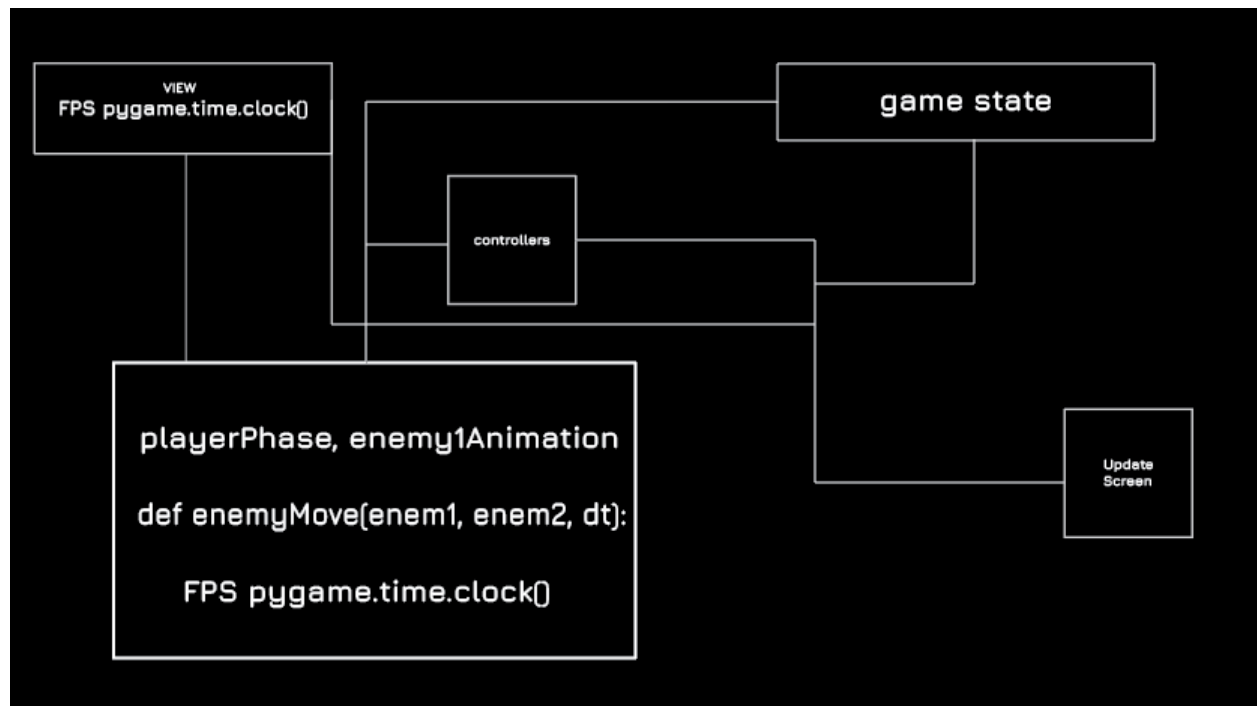 VIEW
FPS pygame.time.clock()
game state
controllers
playerPhase, enemy1Animation
def enemyMove(enem1, enem2, dt):
FPS pygame.time.clock()
Update
Screen